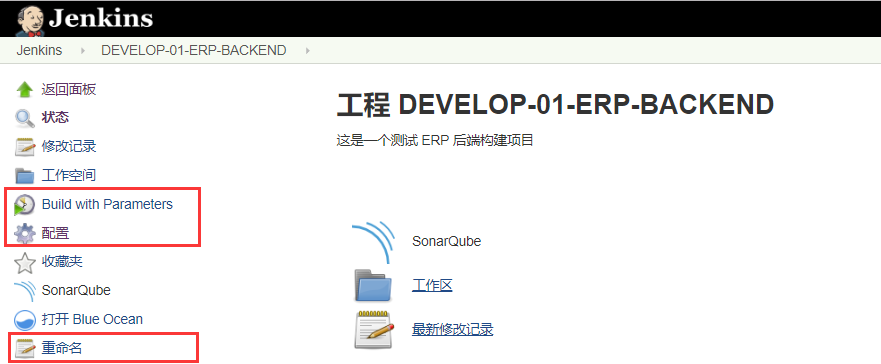 Jenkins
Jenkins DEVELOP-01-ERP-BACKEND
返回面板
状态
修改记录
工作空间
Build with Parameters
配置
收藏夹
SonarQube
打开 Blue Ocean
重命名
工程 DEVELOP-01-ERP-BACKEND
这是一个测试 ERP 后端构建项目
SonarQube
工作区
最新修改记录